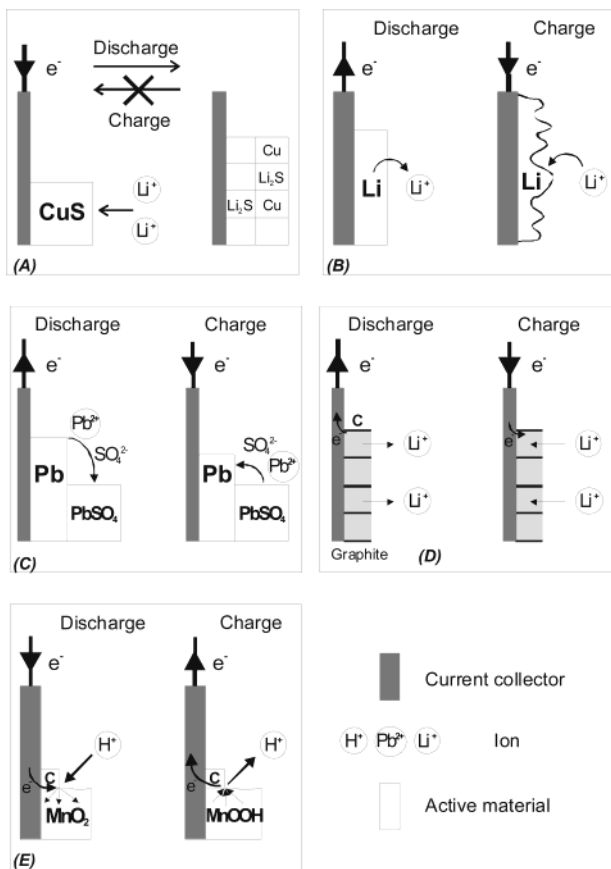 Discharge
e⁻
Charge
Li⁺
CuS
Li⁺
Cu
Li₂S
Li₂S Cu
(A)
Discharge Charge
e⁻ e⁻
Li Li⁺
Li Li⁺
(B)
Discharge Charge
e⁻ e⁻
Pb²⁺
SO₄²⁻
Pb
PbSO₄
SO₄²⁻
Pb²⁺
Pb
PbSO₄
(C)
Discharge Charge
e⁻ e⁻
C
e⁻ Li⁺
Li⁺
e⁻ Li⁺
Li⁺
Graphite
(D)
Discharge Charge
e⁻ e⁻
H⁺
C
e⁻
MnO₂
H⁺
C
e⁻
MnOOH
(E)
Current collector
H⁺ Pb²⁺ Li⁺ Ion
Active material